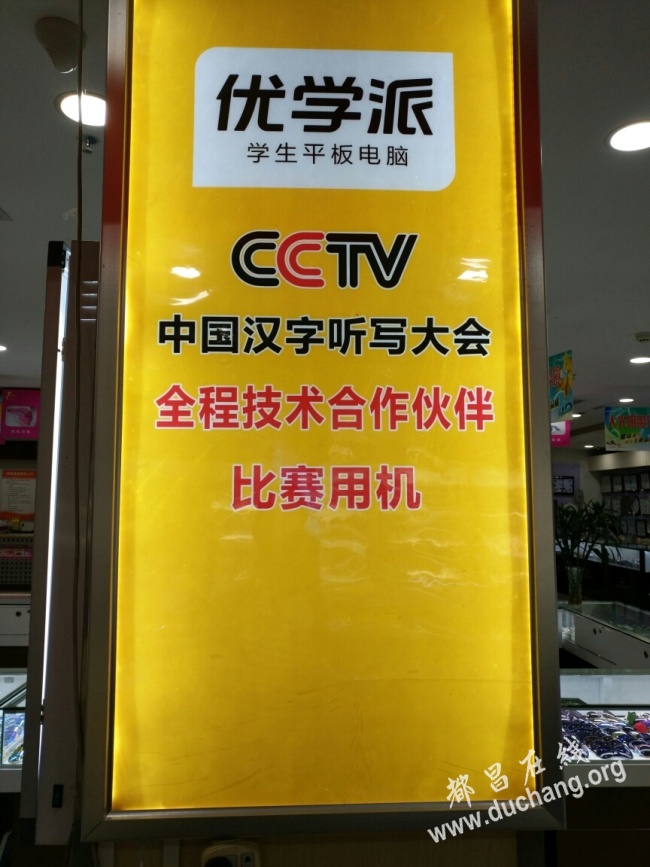 优学派
学生平板电脑
CCTV
中国汉字听写大会
全程技术合作伙伴
比赛用机
都昌在线
www.duchang.org